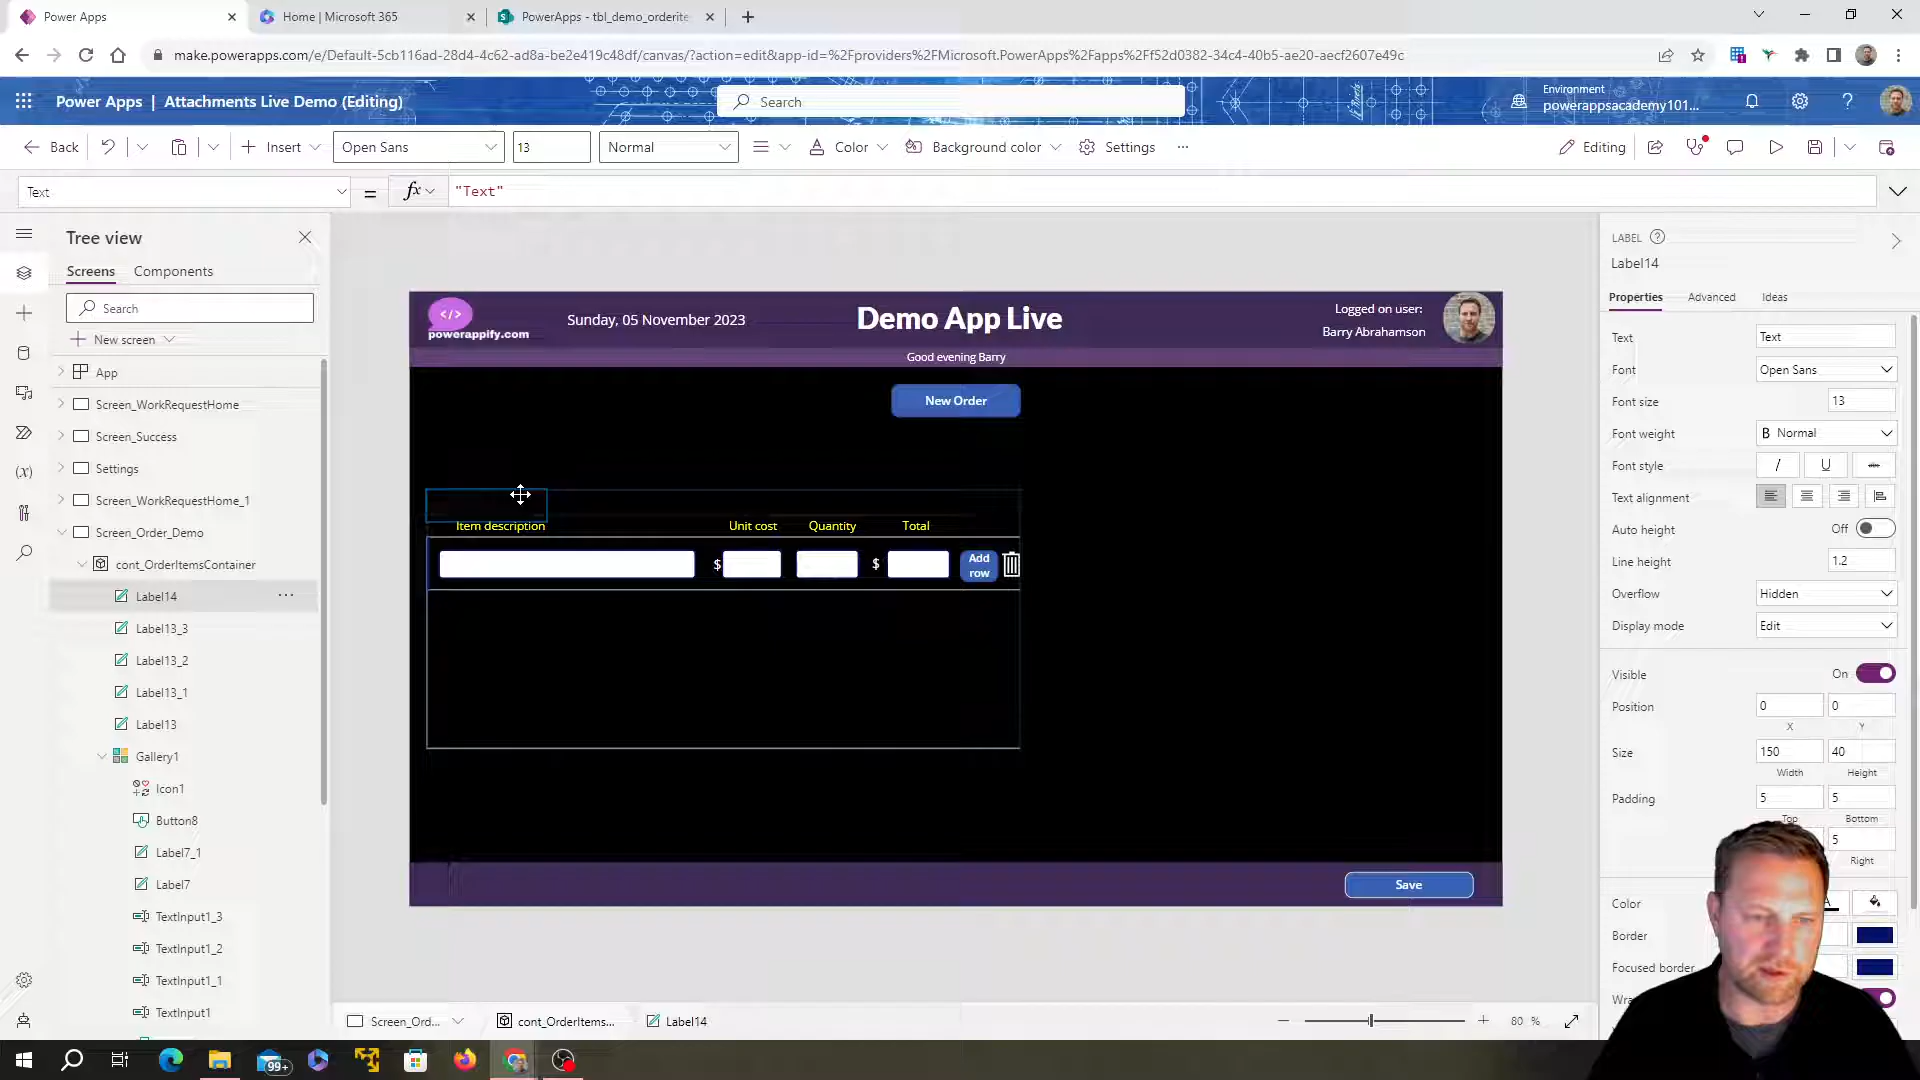 Power Apps
Home | Microsoft 365
PowerApps - tbl_demo_orderite
make.powerapps.com/e/Default-5cb116ad-28d4-4c62-ad8a-be2e419c48df/canvas/?action=edit&app-id=%2Fproviders%2FMicrosoft.PowerApps%2Fapps%2Ff52d0382-34c4-40b5-ae20-aecf2607e49c
Power Apps | Attachments Live Demo (Editing)
Search
Environment
powerappsacademy101...
Back
Insert
Open Sans
13
Normal
Color
Background color
Settings
Editing
Text
=
fx
"Text"
Tree view
Screens
Components
Search
New screen
App
Screen_WorkRequestHome
Screen_Success
Settings
Screen_WorkRequestHome_1
Screen_Order_Demo
cont_OrderItemsContainer
Label14
Label13_3
Label13_2
Label13_1
Label13
Gallery1
Icon1
Button8
Label7_1
Label7
TextInput1_3
TextInput1_2
TextInput1_1
TextInput1
</>
powerappify.com
Sunday, 05 November 2023
Demo App Live
Logged on user:
Barry Abrahamson
Good evening Barry
New Order
Item description
Unit cost
Quantity
Total
$
$
Add
row
Save
Screen_Ord...
cont_OrderItems...
Label14
80 %
LABEL
Label14
Properties
Advanced
Ideas
Text
Text
Font
Open Sans
Font size
13
Font weight
B Normal
Font style
/ U
Text alignment
Auto height
Off
Line height
1.2
Overflow
Hidden
Display mode
Edit
Visible
On
Position
0
0
X
Y
Size
150
40
Width
Height
Padding
5
5
Top
Bottom
5
Right
Color
A
Border
Focused border
99+